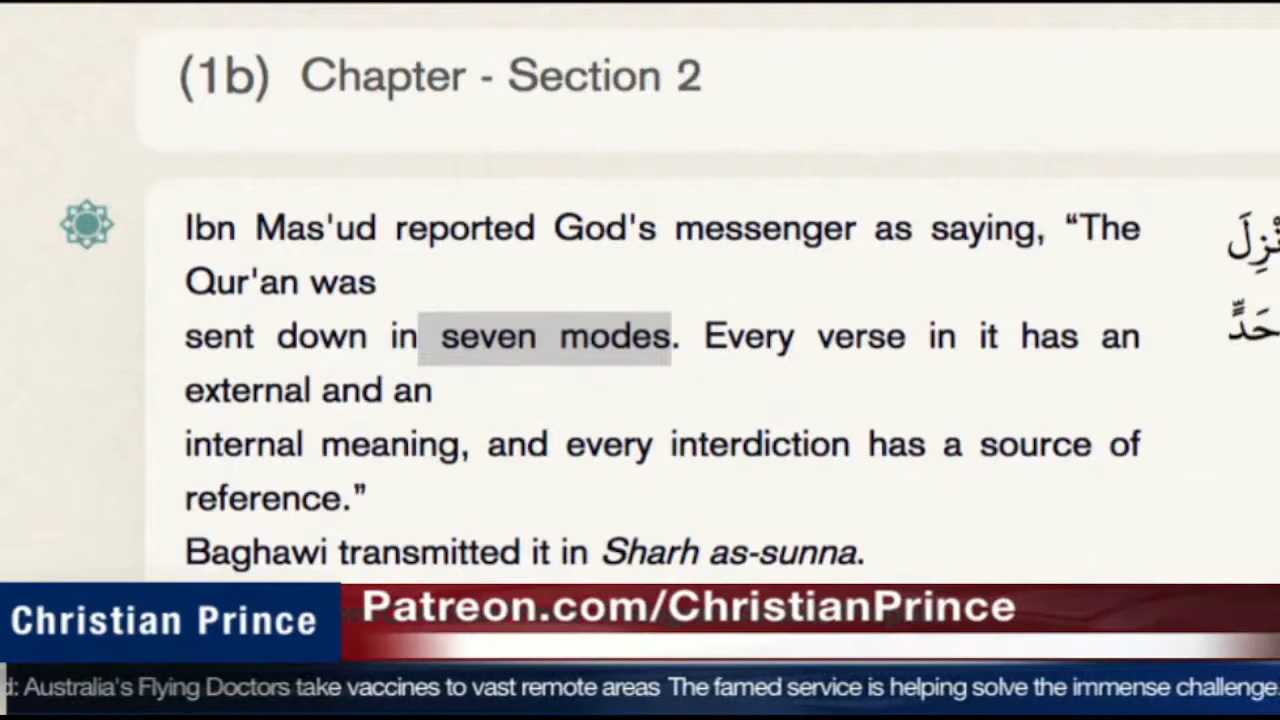 (1b) Chapter - Section 2
Ibn Mas'ud reported God's messenger as saying, “The
Qur'an was
sent down in seven modes. Every verse in it has an
external and an
internal meaning, and every interdiction has a source of
reference.”
Baghawi transmitted it in Sharh as-sunna.
حَدٍّ
Christian Prince
Patreon.com/ChristianPrince
d: Australia's Flying Doctors take vaccines to vast remote areas The famed service is helping solve the immense challenge